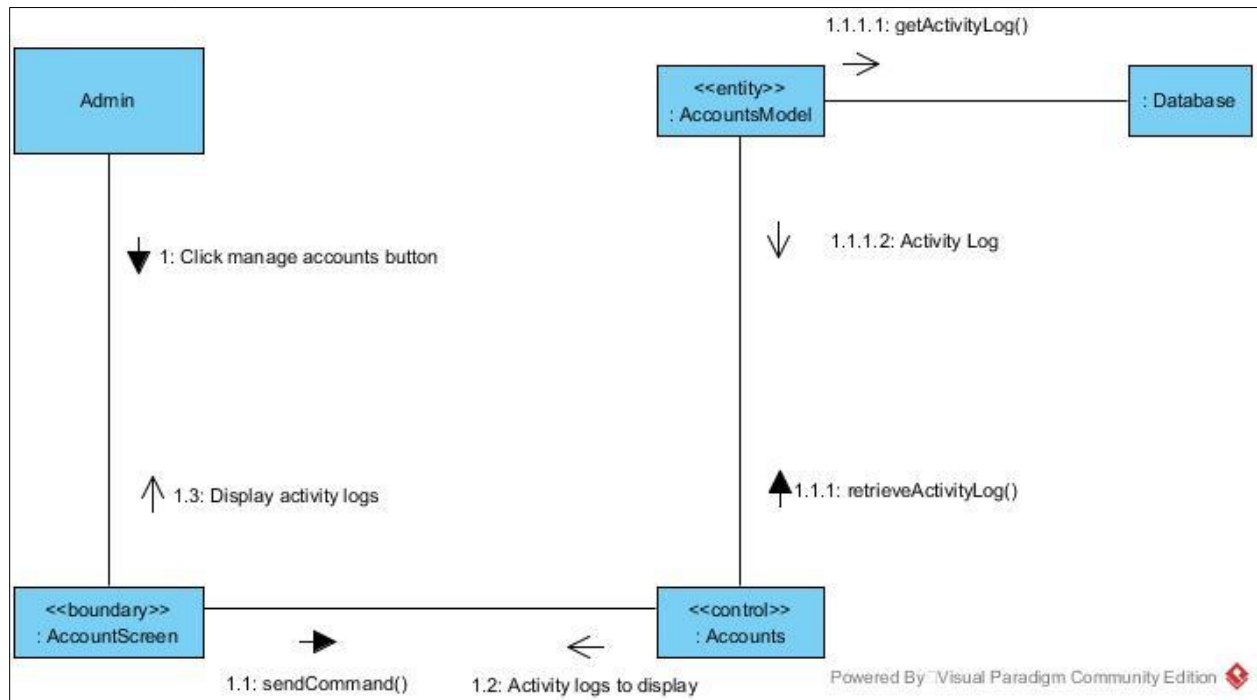 1.1.1.1: getActivityLog()
Admin
<<entity>>
: AccountsModel
: Database
1: Click manage accounts button
1.1.1.2: Activity Log
1.3: Display activity logs
1.1.1: retrieveActivityLog()
<<boundary>>
: AccountScreen
<<control>>
: Accounts
1.1: sendCommand()
1.2: Activity logs to display
Powered By Visual Paradigm Community Edition